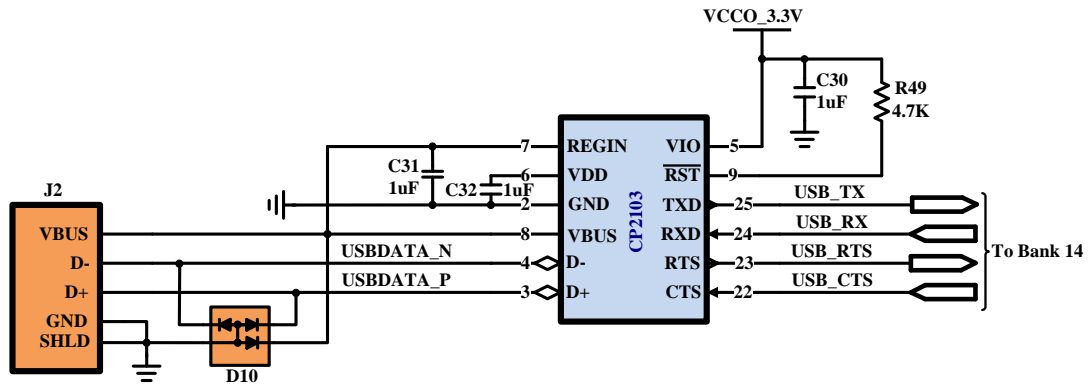 VCCO_3.3V
C30
1uF
R49
4.7K
7 REGIN VIO 5
C31
1uF
6 VDD RST 9
C32 1uF
2 GND TXD 25 USB_TX
CP2103
J2
VBUS 8 VBUS RXD 24 USB_RX
D- USBDATA_N 4 D- RTS 23 USB_RTS
D+ USBDATA_P 3 D+ CTS 22 USB_CTS
To Bank 14
GND
SHLD
D10